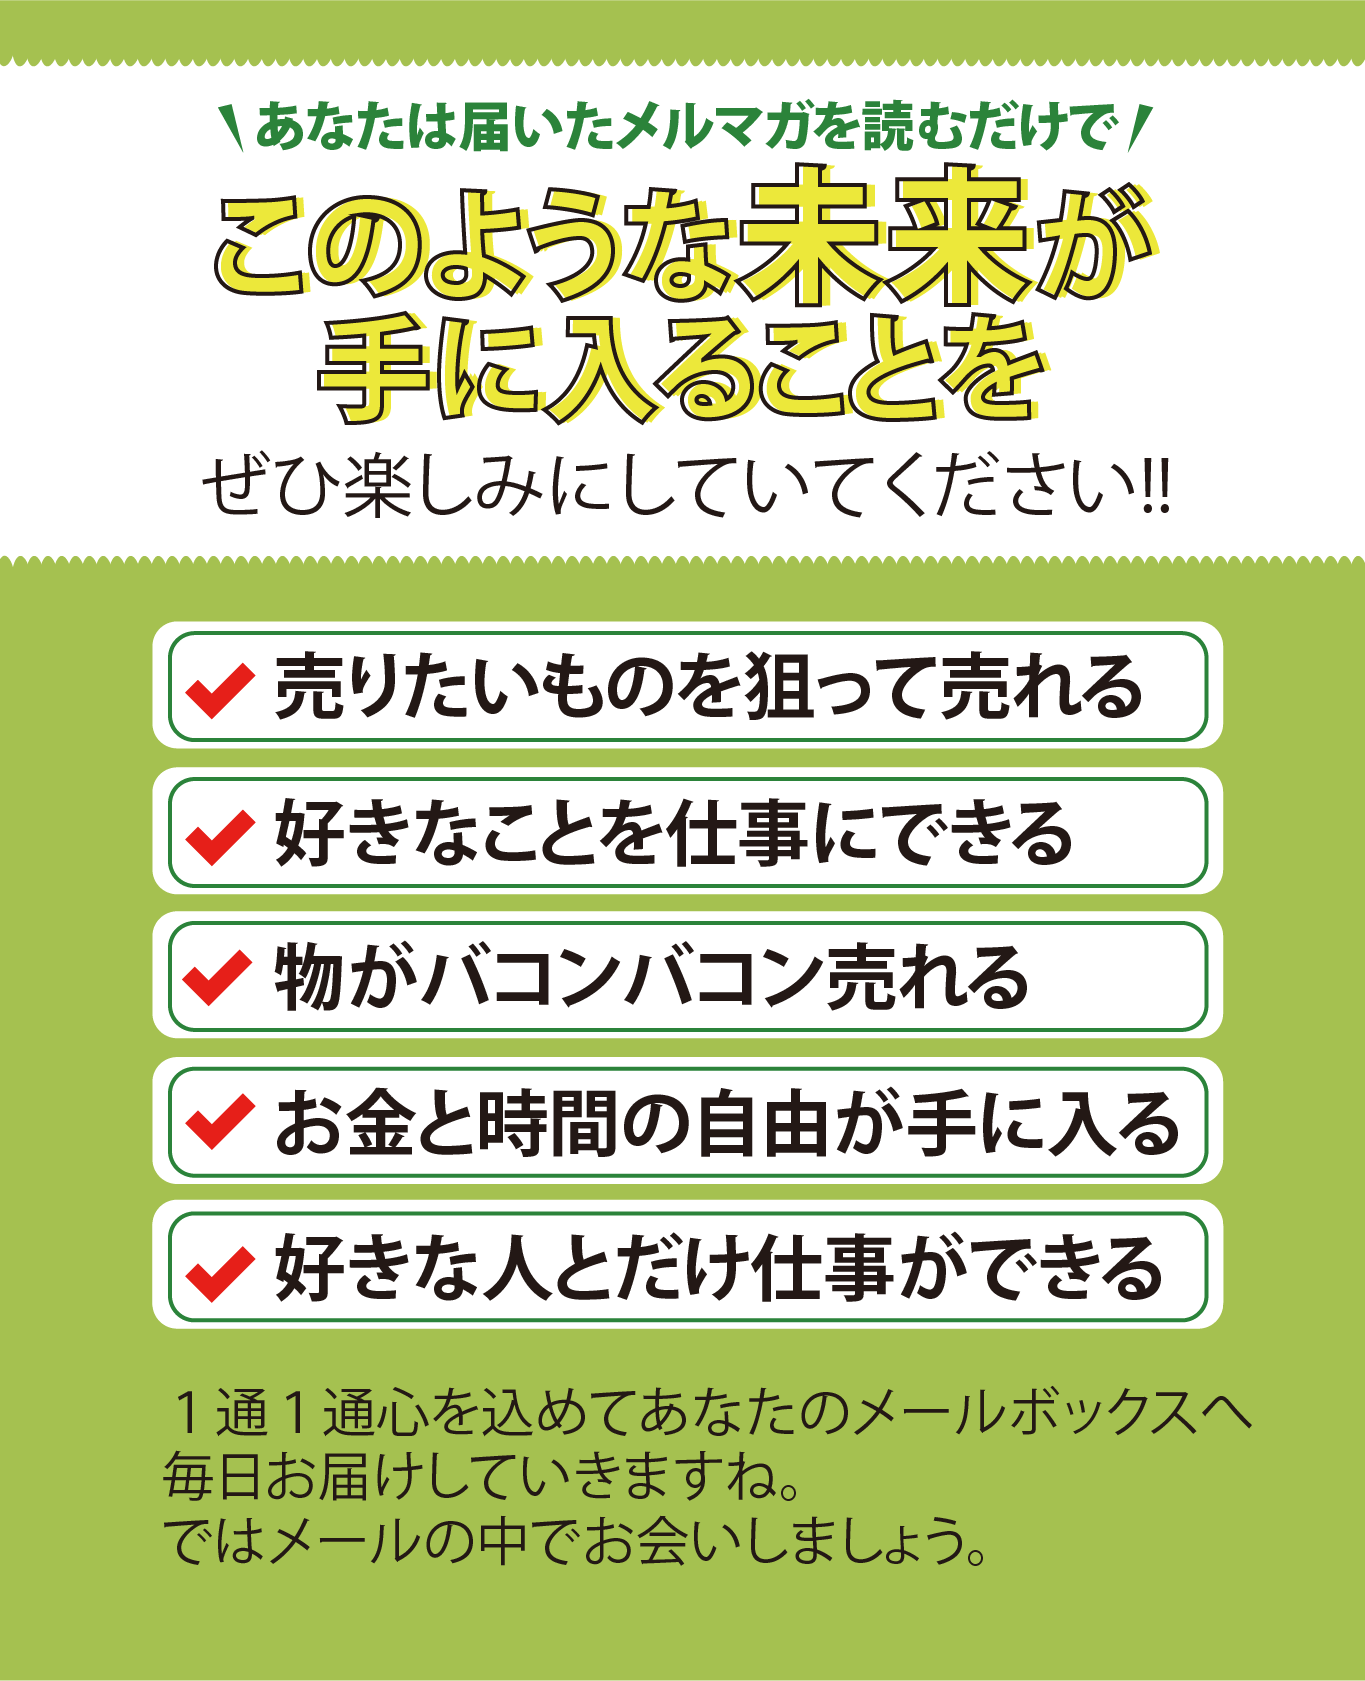 \あなたは届いたメルマガを読むだけで/
このような未来が
手に入ることを
ぜひ楽しみにしていてください!!
売りたいものを狙って売れる
好きなことを仕事にできる
物がバコンバコン売れる
お金と時間の自由が手に入る
好きな人とだけ仕事ができる
１通１通心を込めてあなたのメールボックスへ
毎日お届けしていきますね。
ではメールの中でお会いしましょう。